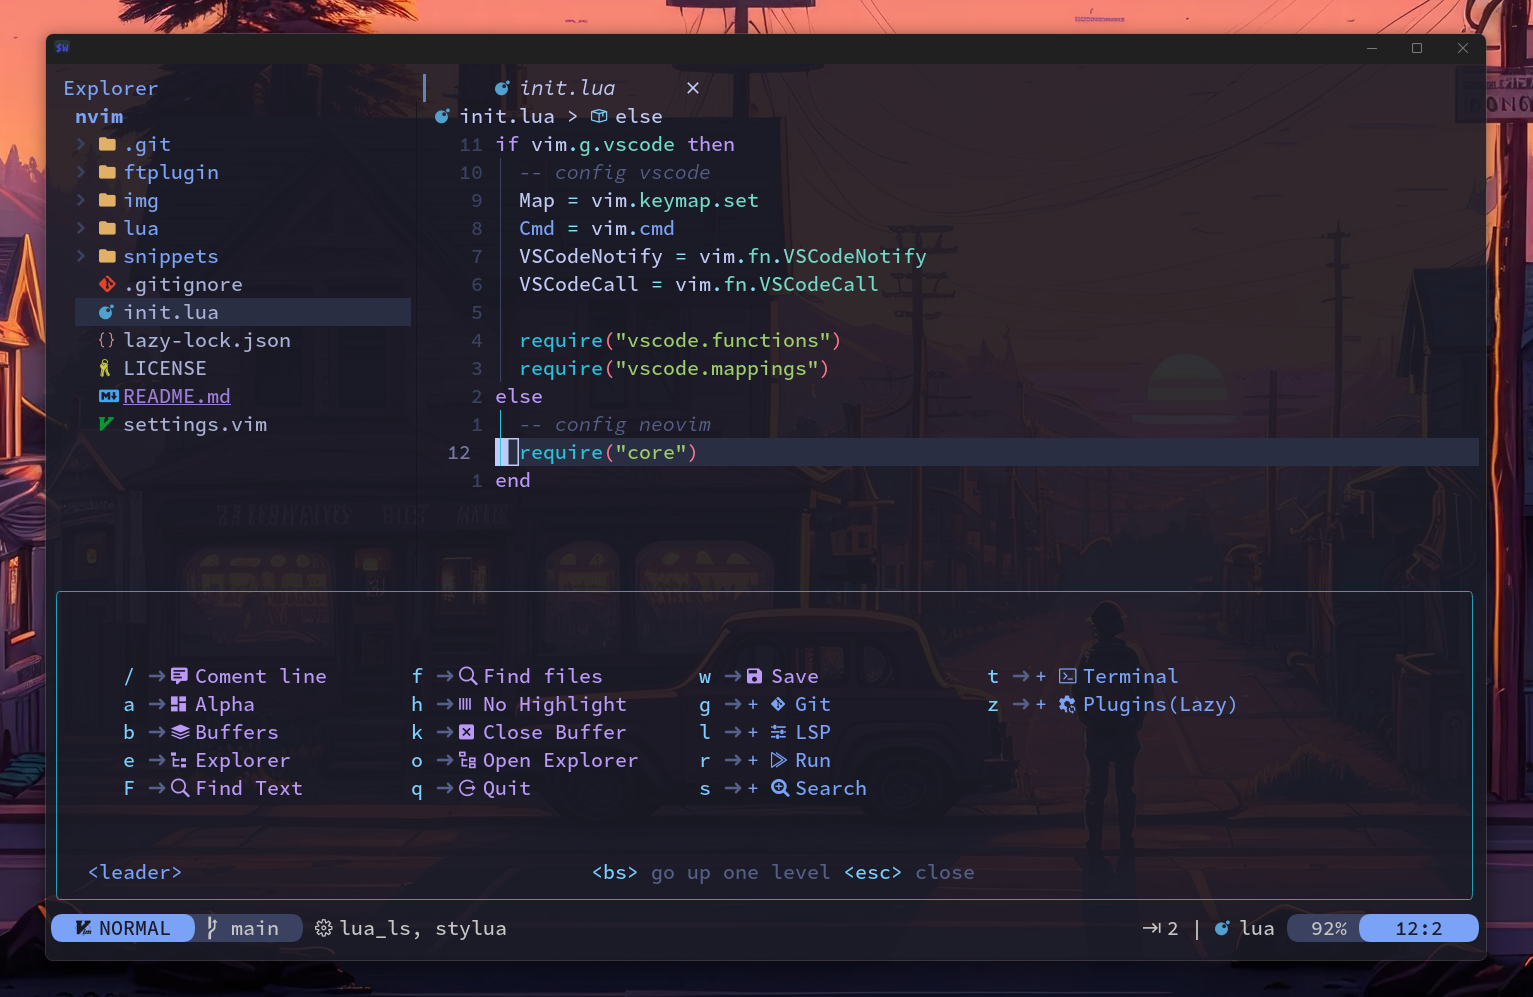 $W
Explorer
nvim
.git
ftplugin
img
lua
snippets
.gitignore
init.lua
lazy-lock.json
LICENSE
README.md
settings.vim
init.lua ×
init.lua > else
11 if vim.g.vscode then
10 -- config vscode
9 Map = vim.keymap.set
8 Cmd = vim.cmd
7 VSCodeNotify = vim.fn.VSCodeNotify
6 VSCodeCall = vim.fn.VSCodeCall
5
4 require("vscode.functions")
3 require("vscode.mappings")
2 else
1 -- config neovim
12 require("core")
1 end
/ → Coment line
a → Alpha
b → Buffers
e → Explorer
F → Find Text
f → Find files
h → No Highlight
k → Close Buffer
o → Open Explorer
q → Quit
w → Save
g → + Git
l → + LSP
r → + Run
s → + Search
t → + Terminal
z → + Plugins(Lazy)
<leader> <bs> go up one level <esc> close
NORMAL main lua_ls, stylua 2 | lua 92% 12:2